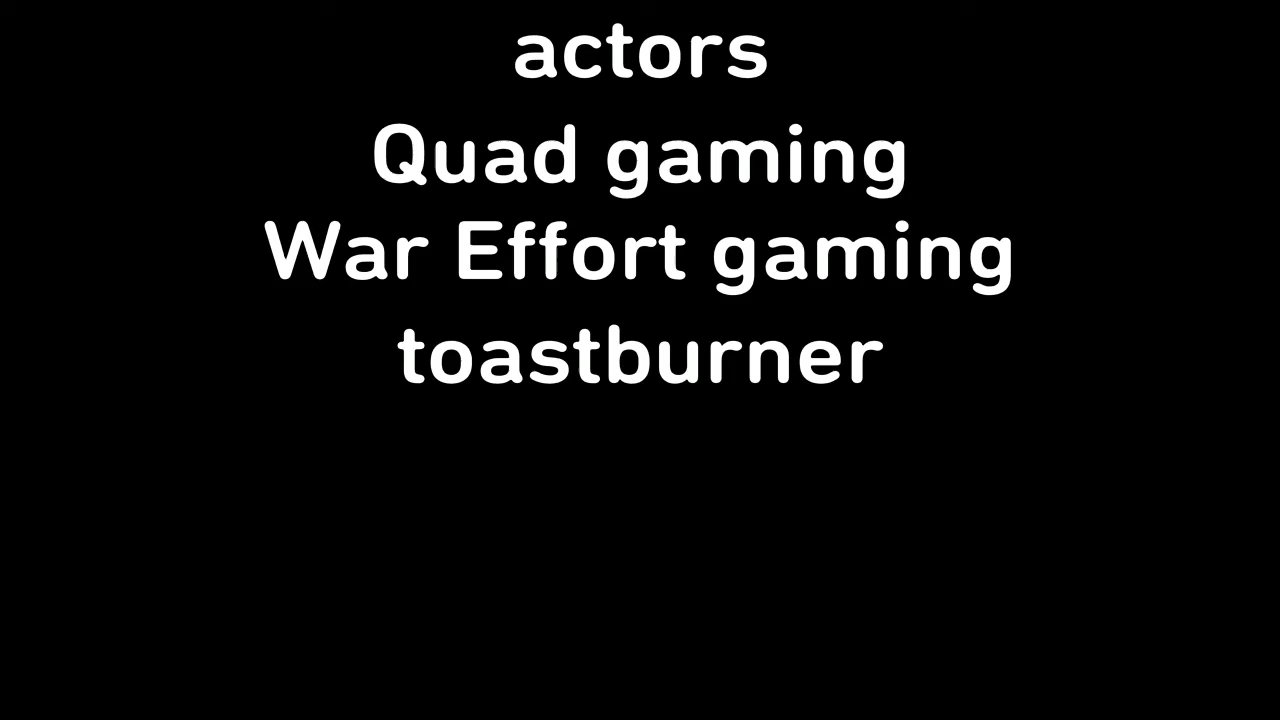 actors
Quad gaming
War Effort gaming
toastburner